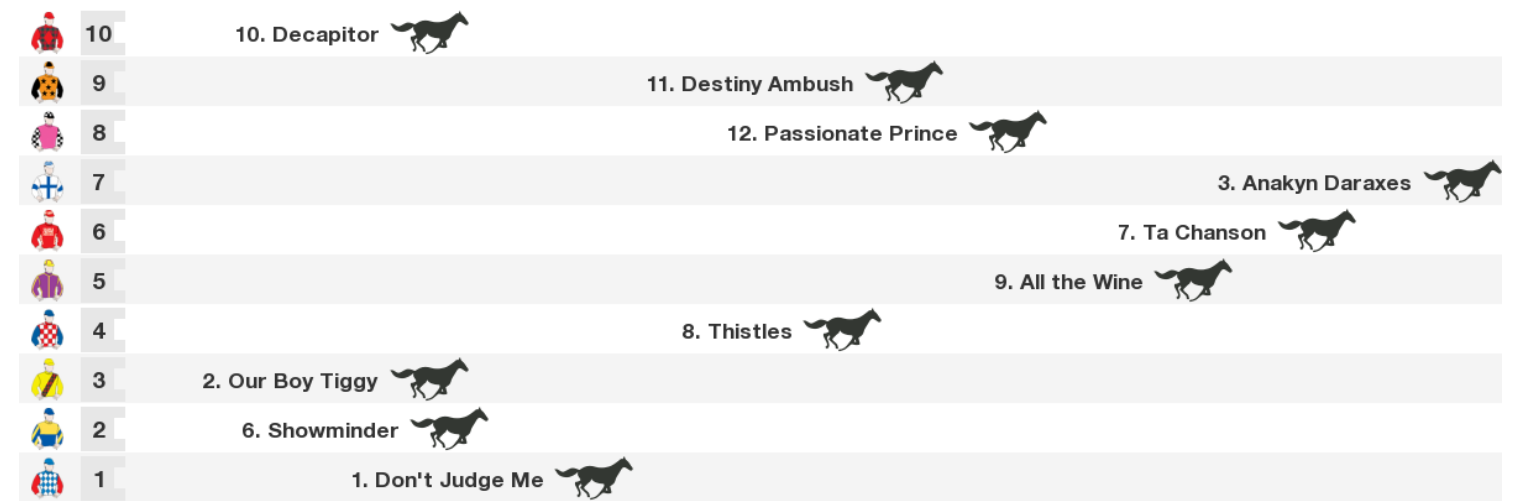 10 10. Decapitor
9 11. Destiny Ambush
8 12. Passionate Prince
7 3. Anakyn Daraxes
6 7. Ta Chanson
5 9. All the Wine
4 8. Thistles
3 2. Our Boy Tiggy
2 6. Showminder
1 1. Don't Judge Me